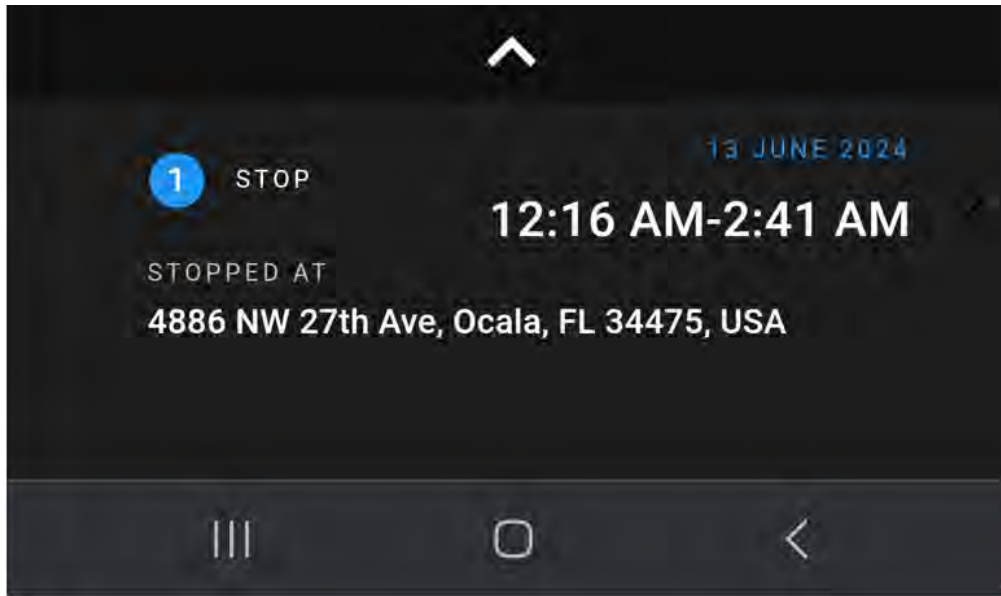 1 STOP
13 JUNE 2024
12:16 AM-2:41 AM
STOPPED AT
4886 NW 27th Ave, Ocala, FL 34475, USA